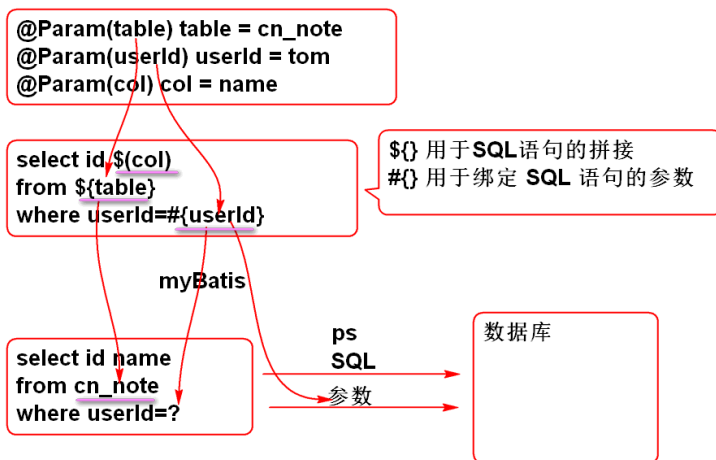 @Param(table) table = cn_note
@Param(userId) userId = tom
@Param(col) col = name
select id $(col)
from ${table}
where userId=#{userId}
${} 用于SQL语句的拼接
#{} 用于绑定 SQL 语句的参数
myBatis
select id name
from cn_note
where userId=?
ps
SQL
参数
数据库